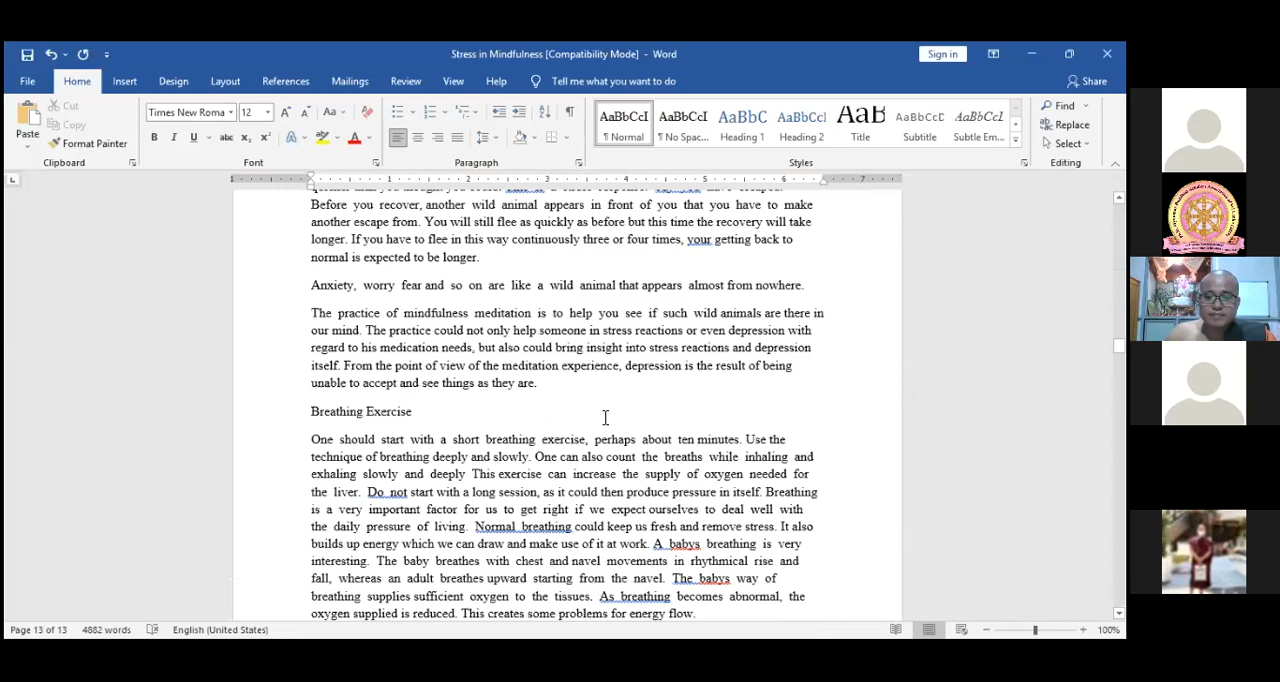 Stress in Mindfulness [Compatibility Mode] - Word
Sign in
File Home Insert Design Layout References Mailings Review View Help Tell me what you want to do
Share
Paste
Cut
Copy
Format Painter
Times New Roma 12
AaBbCcI AaBbCcI AaBbC AaBbCcI AaB AaBbCcD AaBbCcI
¶ Normal ¶ No Spac... Heading 1 Heading 2 Title Subtitle Subtle Em...
Find
Replace
Select
Clipboard Font Paragraph Styles Editing
1 1 2 3 4 5 6 7
Before you recover, another wild animal appears in front of you that you have to make
another escape from. You will still flee as quickly as before but this time the recovery will take
longer. If you have to flee in this way continuously three or four times, your getting back to
normal is expected to be longer.
Anxiety, worry fear and so on are like a wild animal that appears almost from nowhere.
The practice of mindfulness meditation is to help you see if such wild animals are there in
our mind. The practice could not only help someone in stress reactions or even depression with
regard to his medication needs, but also could bring insight into stress reactions and depression
itself. From the point of view of the meditation experience, depression is the result of being
unable to accept and see things as they are.
Breathing Exercise
One should start with a short breathing exercise, perhaps about ten minutes. Use the
technique of breathing deeply and slowly. One can also count the breaths while inhaling and
exhaling slowly and deeply This exercise can increase the supply of oxygen needed for
the liver. Do not start with a long session, as it could then produce pressure in itself. Breathing
is a very important factor for us to get right if we expect ourselves to deal well with
the daily pressure of living. Normal breathing could keep us fresh and remove stress. It also
builds up energy which we can draw and make use of it at work. A babys breathing is very
interesting. The baby breathes with chest and navel movements in rhythmical rise and
fall, whereas an adult breathes upward starting from the navel. The babys way of
breathing supplies sufficient oxygen to the tissues. As breathing becomes abnormal, the
oxygen supplied is reduced. This creates some problems for energy flow.
Page 13 of 13 4882 words English (United States) 100%